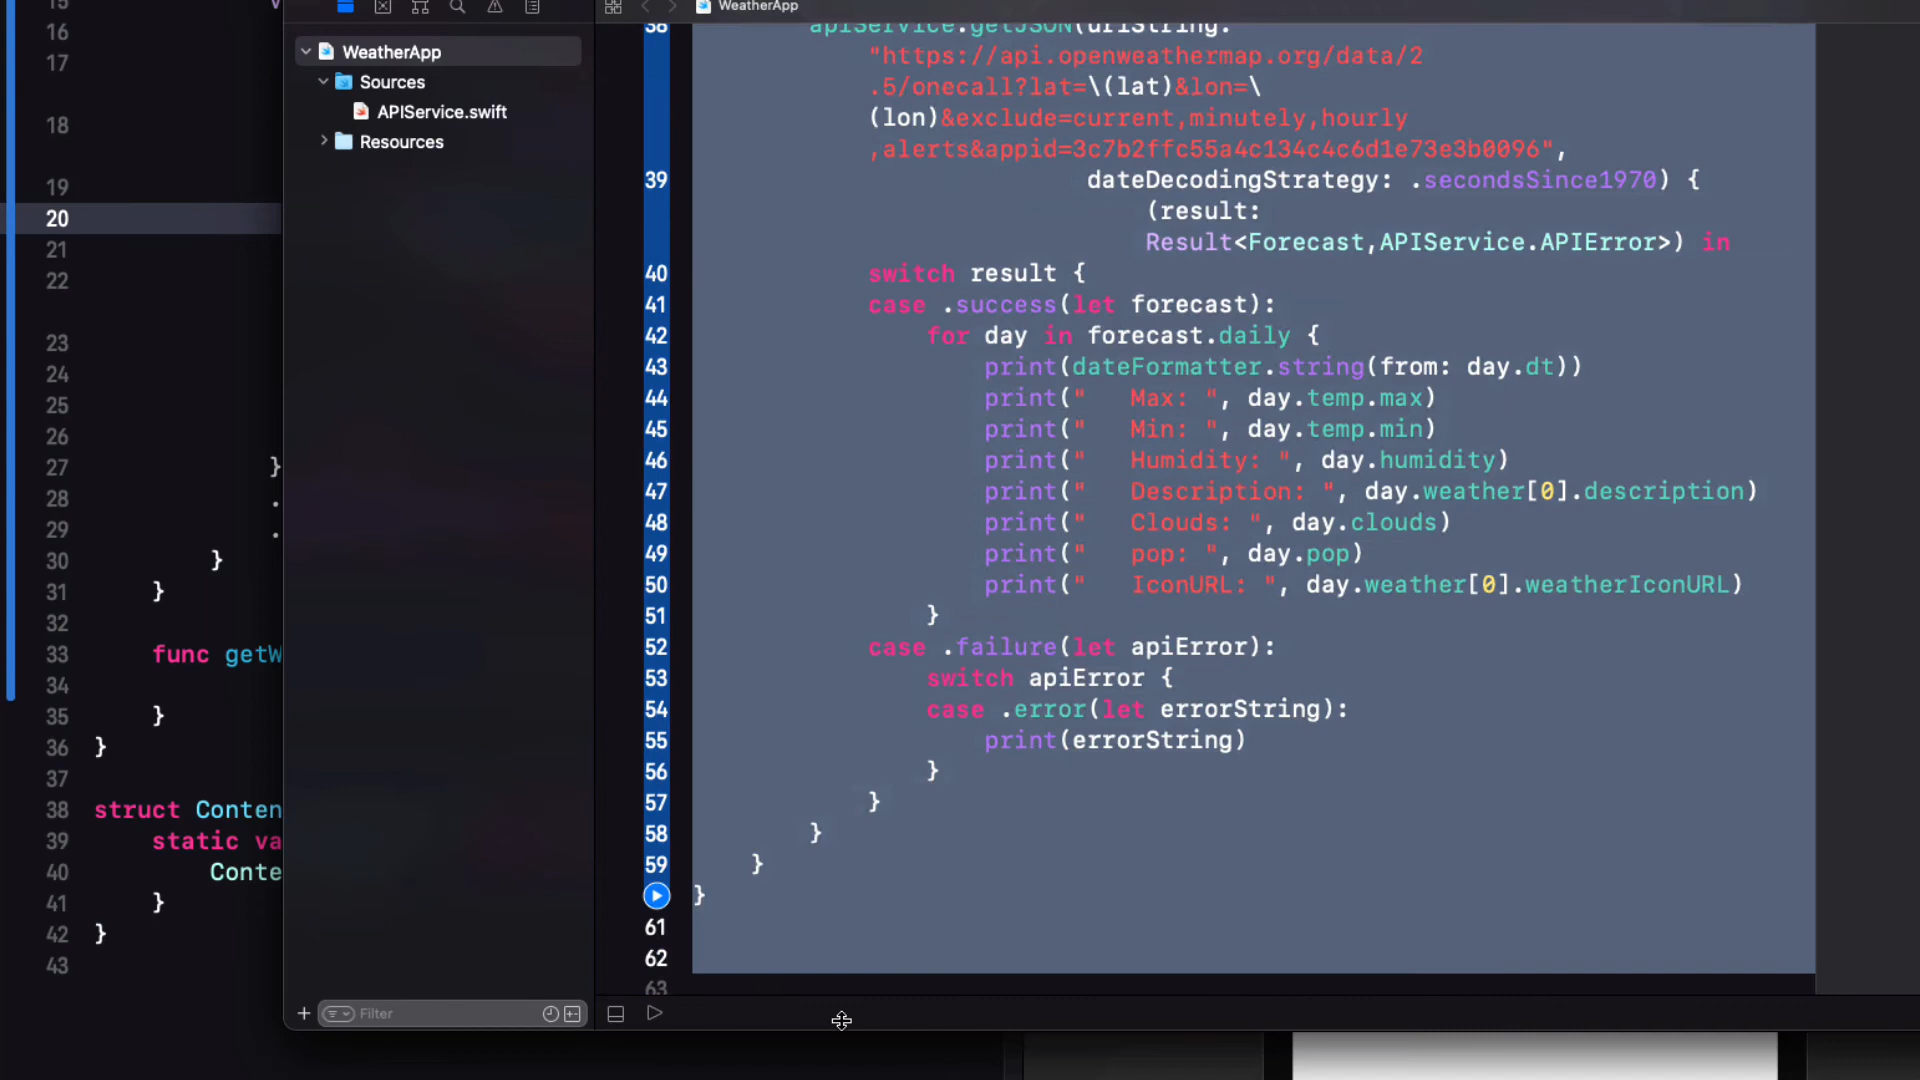 WeatherApp
15
16
17
18
19
20
21
22
23
24
25
26
27 }
28 .
29 .
30 }
31 }
32
33 func getW
34
35 }
36 }
37
38 struct Conten
39 static va
40 Conte
41 }
42 }
43
WeatherApp
Sources
APIService.swift
Resources
Filter
38 apiService.getJSON(urlString:
"https://api.openweathermap.org/data/2
.5/onecall?lat=\(lat)&lon=\
(lon)&exclude=current,minutely,hourly
,alerts&appid=3c7b2ffc55a4c134c4c6d1e73e3b0096",
39 dateDecodingStrategy: .secondsSince1970) {
(result:
Result<Forecast,APIService.APIError>) in
40 switch result {
41 case .success(let forecast):
42 for day in forecast.daily {
43 print(dateFormatter.string(from: day.dt))
44 print("   Max: ", day.temp.max)
45 print("   Min: ", day.temp.min)
46 print("   Humidity: ", day.humidity)
47 print("   Description: ", day.weather[0].description)
48 print("   Clouds: ", day.clouds)
49 print("   pop: ", day.pop)
50 print("   IconURL: ", day.weather[0].weatherIconURL)
51 }
52 case .failure(let apiError):
53 switch apiError {
54 case .error(let errorString):
55 print(errorString)
56 }
57 }
58 }
59 }
}
61
62
63